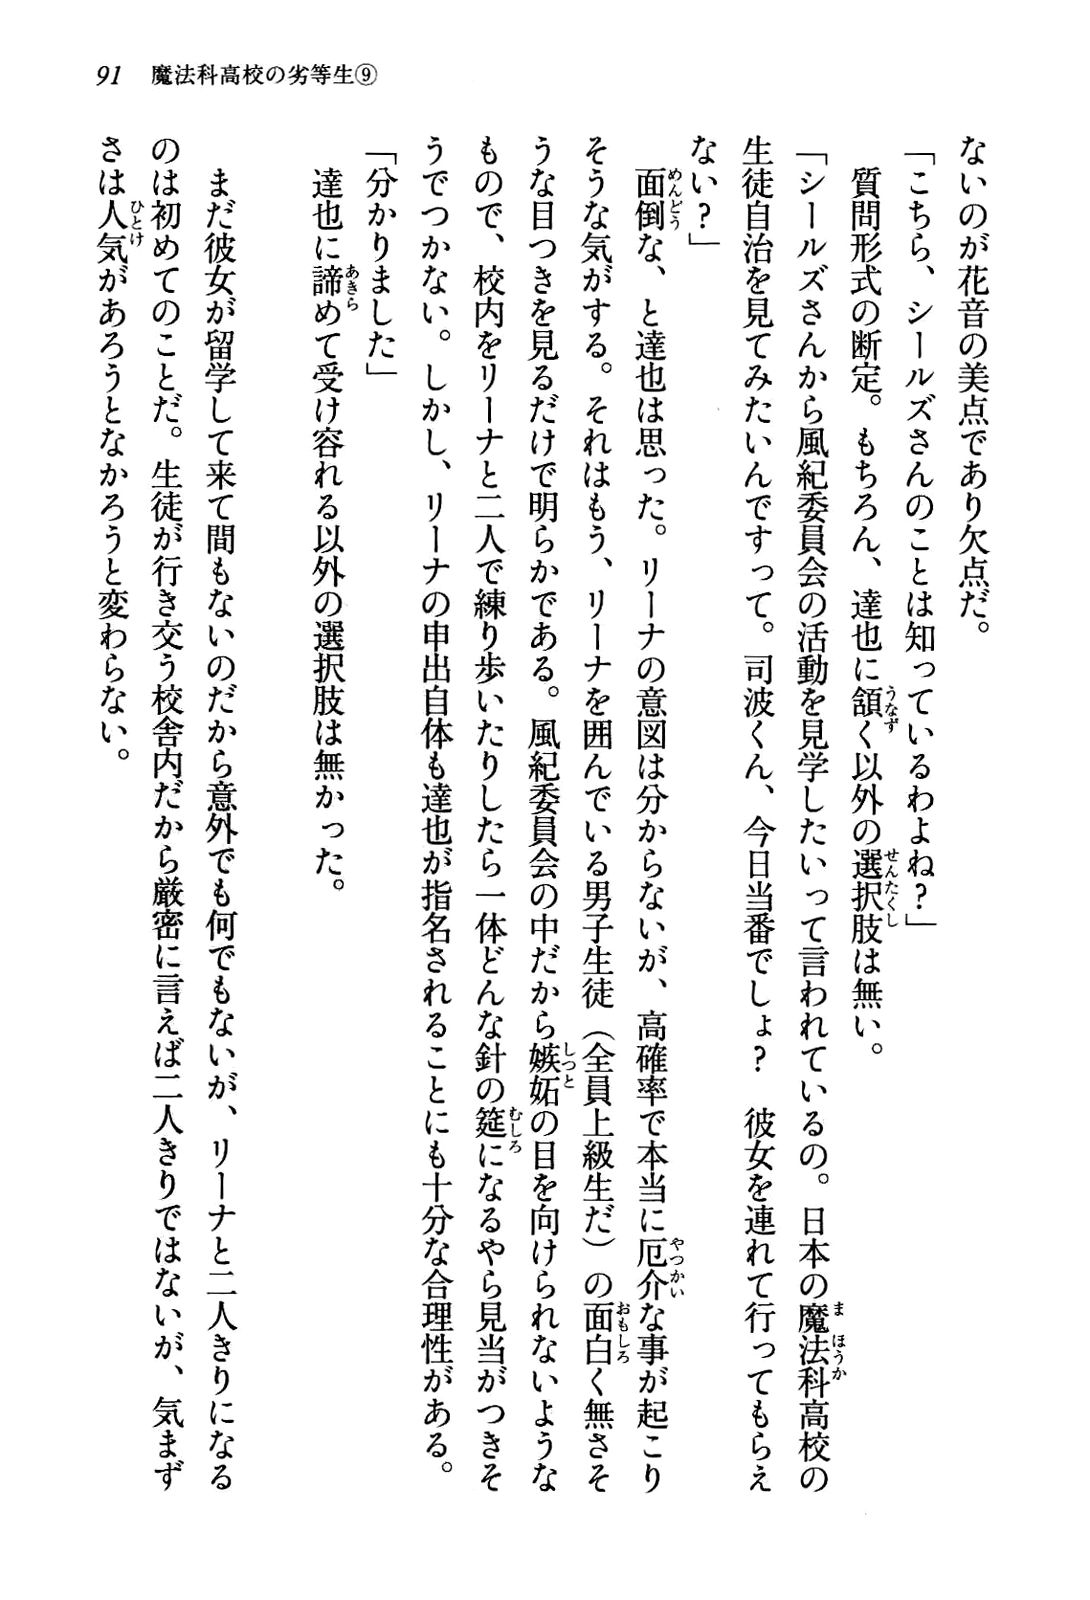 91 魔法科高校の劣等生⑨
ないのが花音の美点であり欠点だ。
「こちら、シールズさんのことは知っているわよね?」
質問形式の断定。もちろん、達也に頷く以外の選択肢は無い。
「シールズさんから風紀委員会の活動を見学したいって言われているの。日本の魔法科高校の
生徒自治を見てみたいんですって。司波くん、今日当番でしょ? 彼女を連れて行ってもらえ
ない?」
面倒な、と達也は思った。リーナの意図は分からないが、高確率で本当に厄介な事が起こり
そうな気がする。それはもう、リーナを囲んでいる男子生徒(全員上級生だ)の面白く無さそ
うな目つきを見るだけで明らかである。風紀委員会の中だから嫉妬の目を向けられないような
もので、校内をリーナと二人で練り歩いたりしたら一体どんな針の筵になるやら見当がつきそ
うでつかない。しかし、リーナの申出自体も達也が指名されることにも十分な合理性がある。
「分かりました」
達也に諦めて受け容れる以外の選択肢は無かった。
まだ彼女が留学して来て間もないのだから意外でも何でもないが、リーナと二人きりになる
のは初めてのことだ。生徒が行き交う校舎内だから厳密に言えば二人きりではないが、気まず
さは人気があろうとなかろうと変わらない。